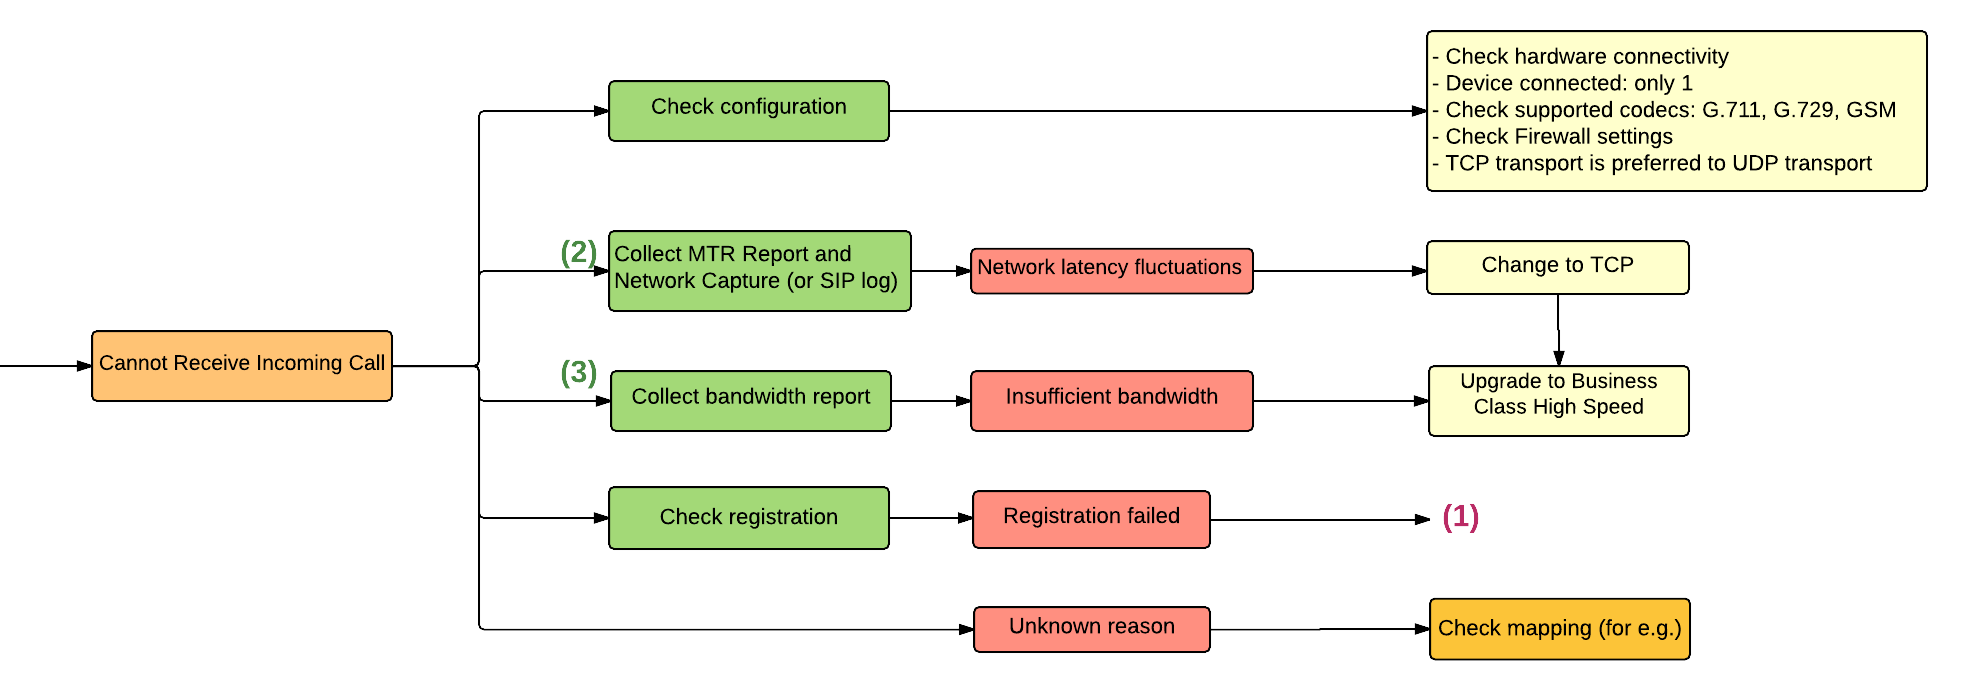 - Check hardware connectivity
- Device connected: only 1
- Check supported codecs: G.711, G.729, GSM
- Check Firewall settings
- TCP transport is preferred to UDP transport
Check configuration
(2)
Collect MTR Report and
Network Capture (or SIP log)
Network latency fluctuations
Change to TCP
Cannot Receive Incoming Call
(3)
Collect bandwidth report
Insufficient bandwidth
Upgrade to Business
Class High Speed
Check registration
Registration failed
(1)
Unknown reason
Check mapping (for e.g.)